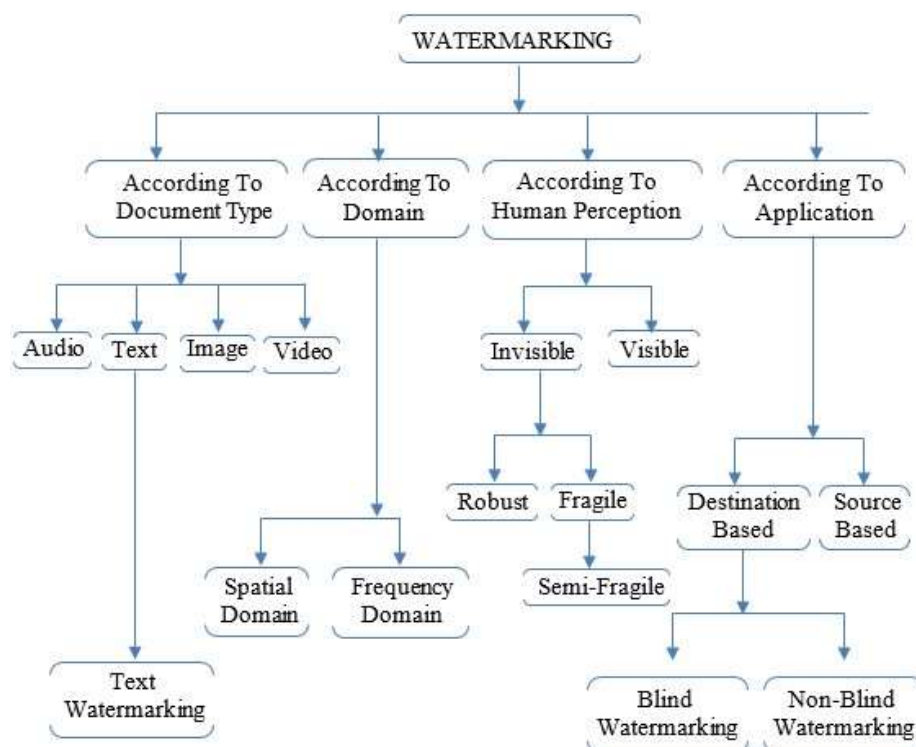 WATERMARKING
According To
Document Type
According To
Domain
According To
Human Perception
According To
Application
Audio
Text
Image
Video
Invisible
Visible
Robust
Fragile
Destination
Based
Source
Based
Spatial
Domain
Frequency
Domain
Semi-Fragile
Text
Watermarking
Blind
Watermarking
Non-Blind
Watermarking